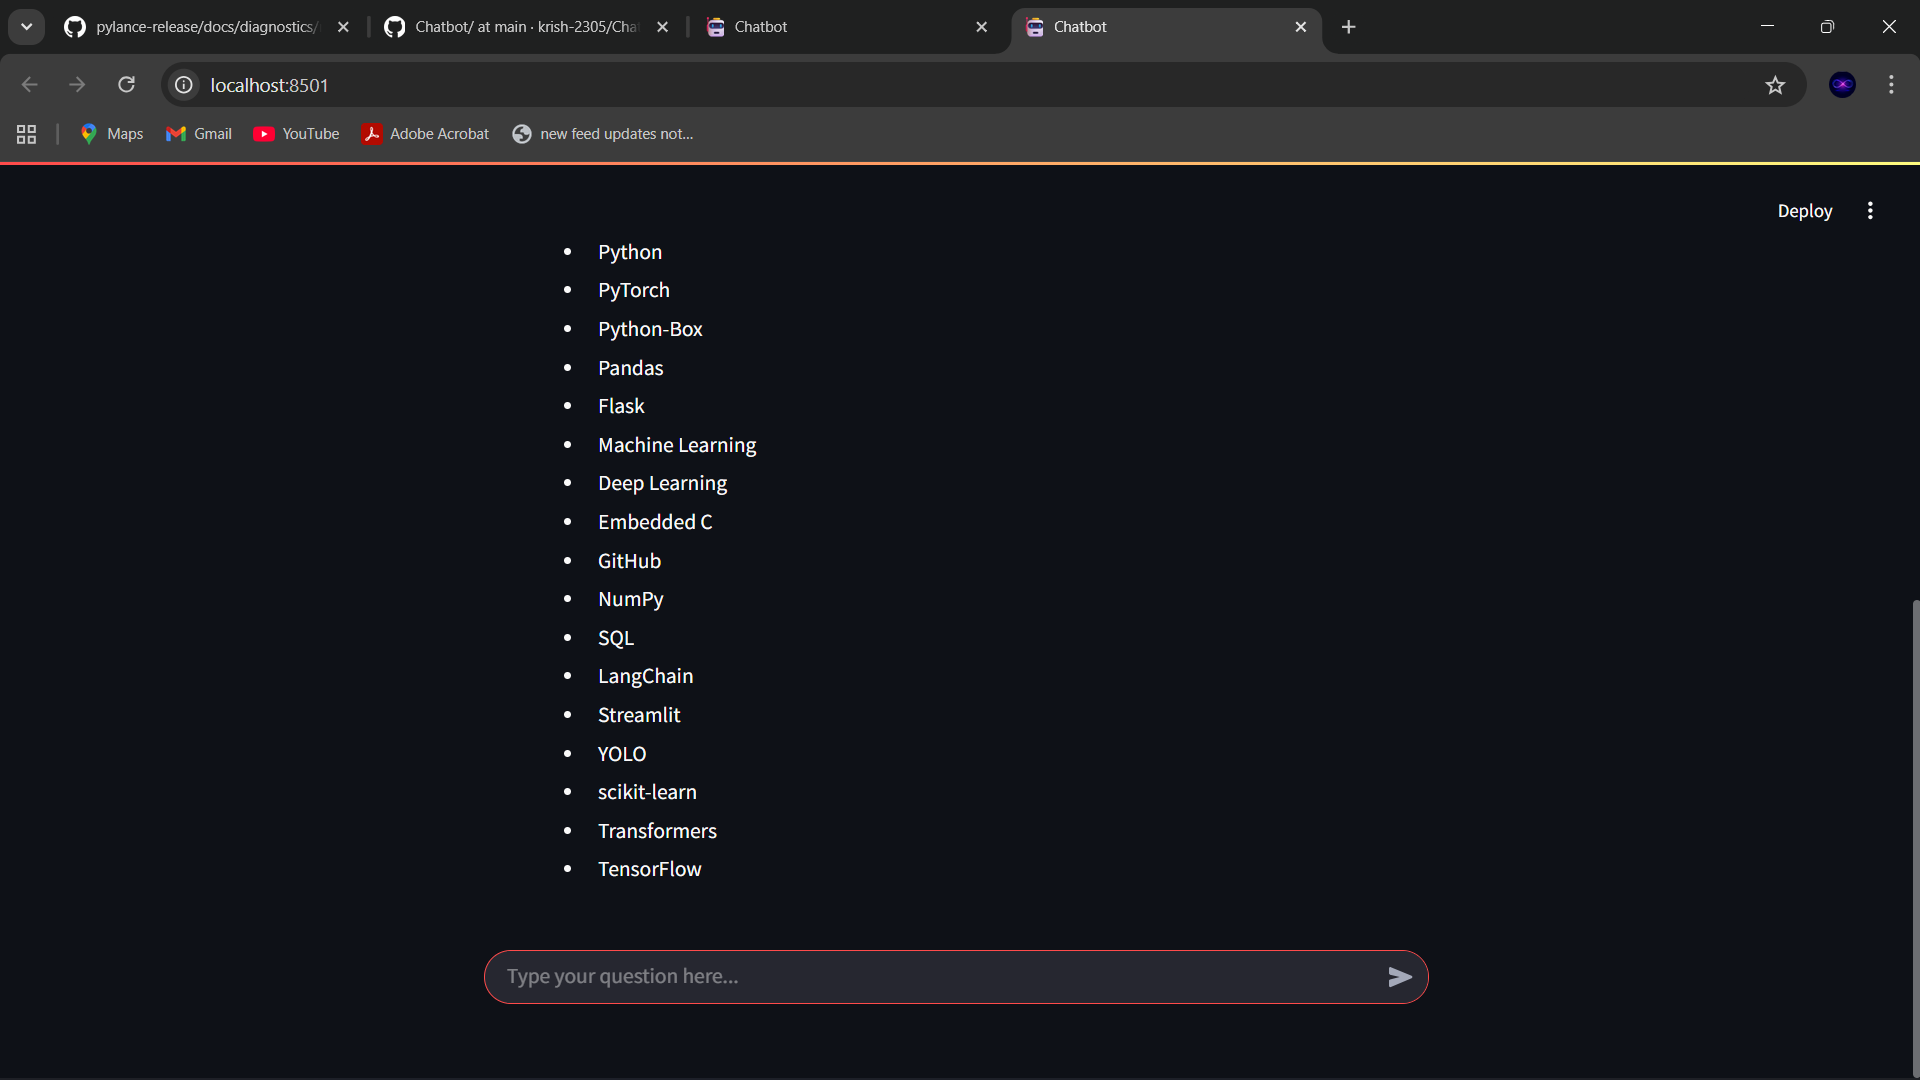 pylance-release/docs/diagnostics/
Chatbot/ at main · krish-2305/Cha
Chatbot
Chatbot
localhost:8501
Maps
Gmail
YouTube
Adobe Acrobat
new feed updates not...
Deploy
• Python
• PyTorch
• Python-Box
• Pandas
• Flask
• Machine Learning
• Deep Learning
• Embedded C
• GitHub
• NumPy
• SQL
• LangChain
• Streamlit
• YOLO
• scikit-learn
• Transformers
• TensorFlow
Type your question here...